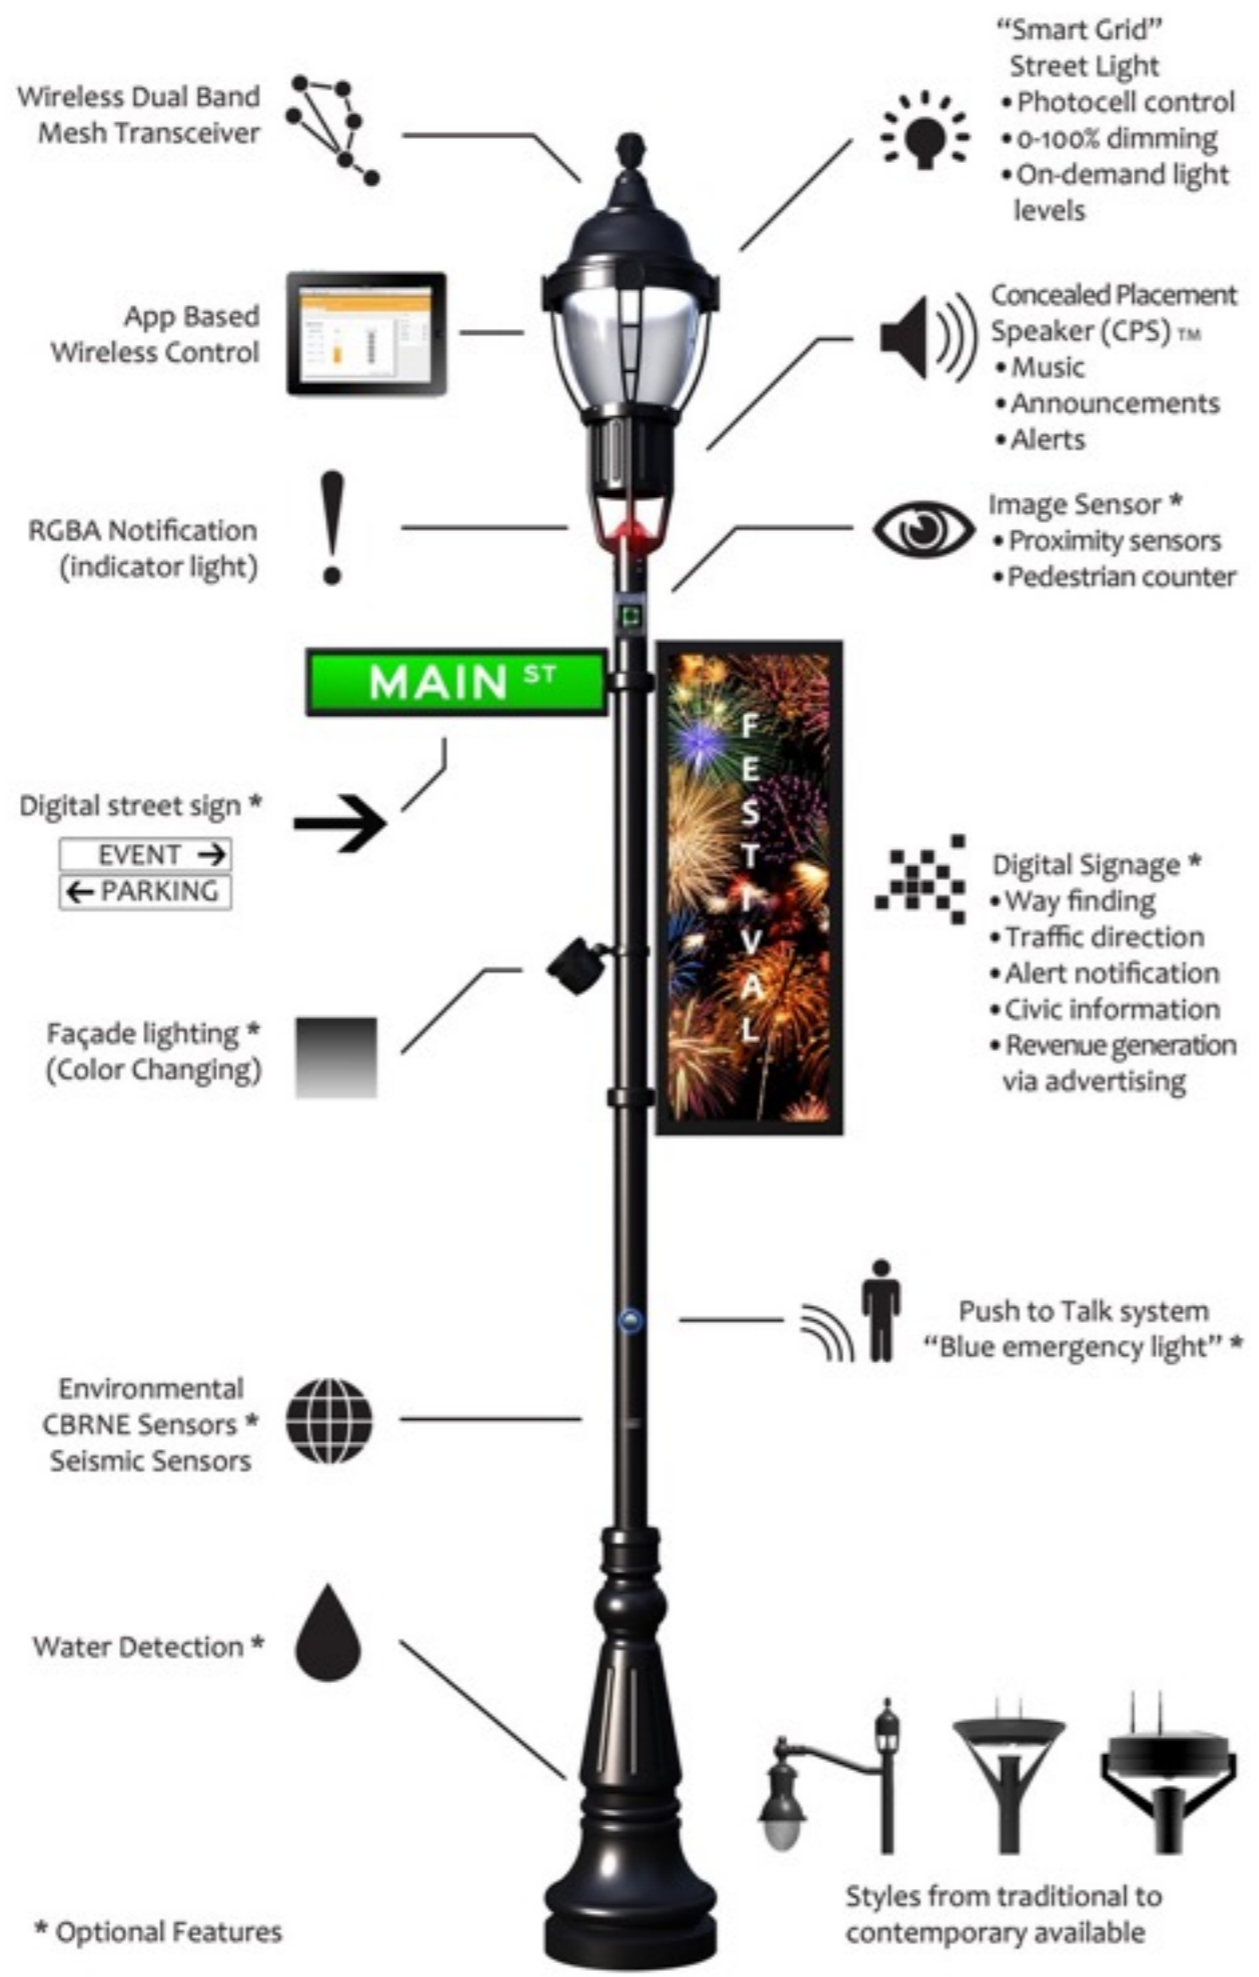 Wireless Dual Band
Mesh Transceiver
App Based
Wireless Control
RGBA Notification
(indicator light)
MAIN ST
Digital street sign *
EVENT →
← PARKING
Façade lighting *
(Color Changing)
Environmental
CBRNE Sensors *
Seismic Sensors
Water Detection *
* Optional Features
“Smart Grid”
Street Light
• Photocell control
• 0-100% dimming
• On-demand light
levels
Concealed Placement
Speaker (CPS) TM
• Music
• Announcements
• Alerts
Image Sensor *
• Proximity sensors
• Pedestrian counter
FESTIVAL
Digital Signage *
• Way finding
• Traffic direction
• Alert notification
• Civic information
• Revenue generation
via advertising
Push to Talk system
“Blue emergency light” *
Styles from traditional to
contemporary available